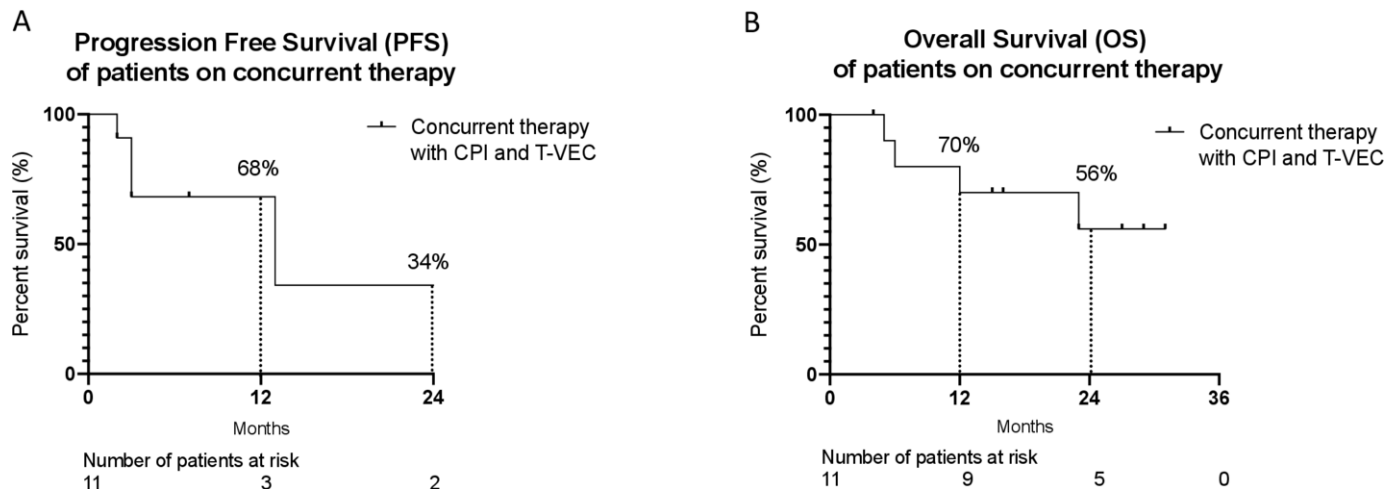 A
Progression Free Survival (PFS)
of patients on concurrent therapy
100
50
0
Percent survival (%)
68%
34%
Concurrent therapy
with CPI and T-VEC
0 12 24
Months
Number of patients at risk
11 3 2
B
Overall Survival (OS)
of patients on concurrent therapy
100
50
0
Percent survival (%)
70%
56%
Concurrent therapy
with CPI and T-VEC
0 12 24 36
Months
Number of patients at risk
11 9 5 0